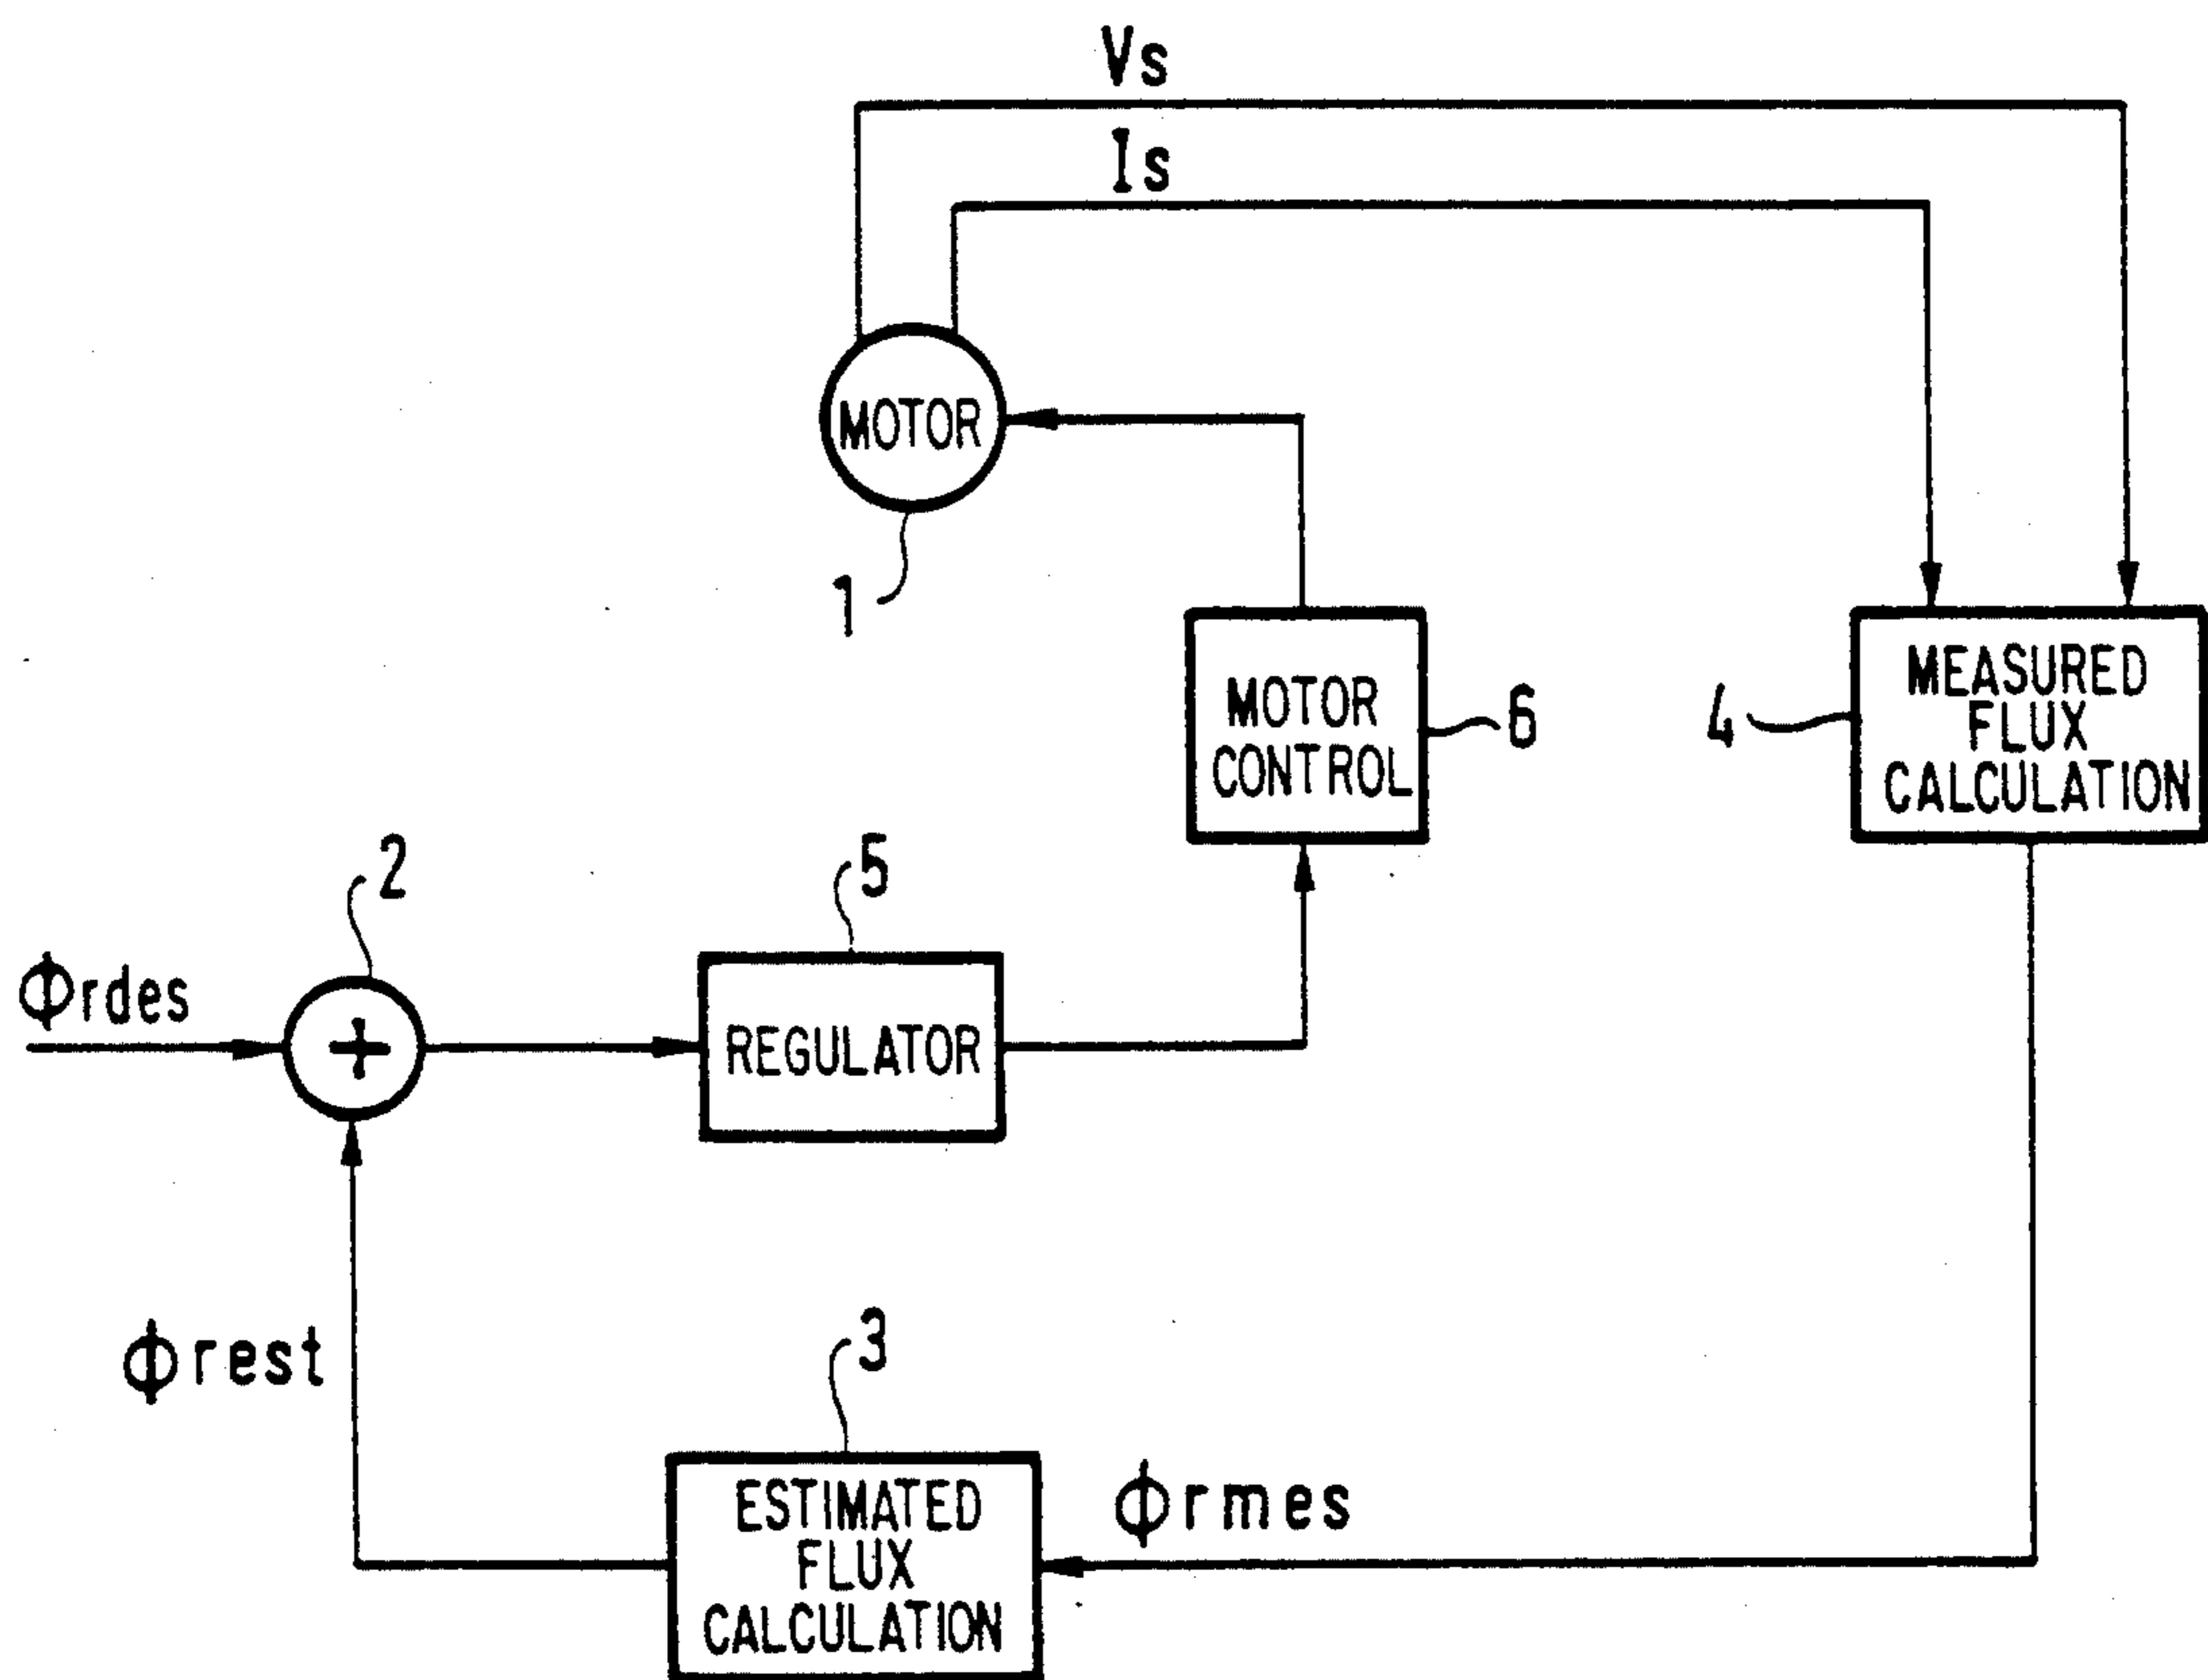 Vs
Is
MOTOR
1
MOTOR
CONTROL
6
4
MEASURED
FLUX
CALCULATION
2
5
Φrdes
+
REGULATOR
Φrest
3
ESTIMATED
FLUX
CALCULATION
Φrmes